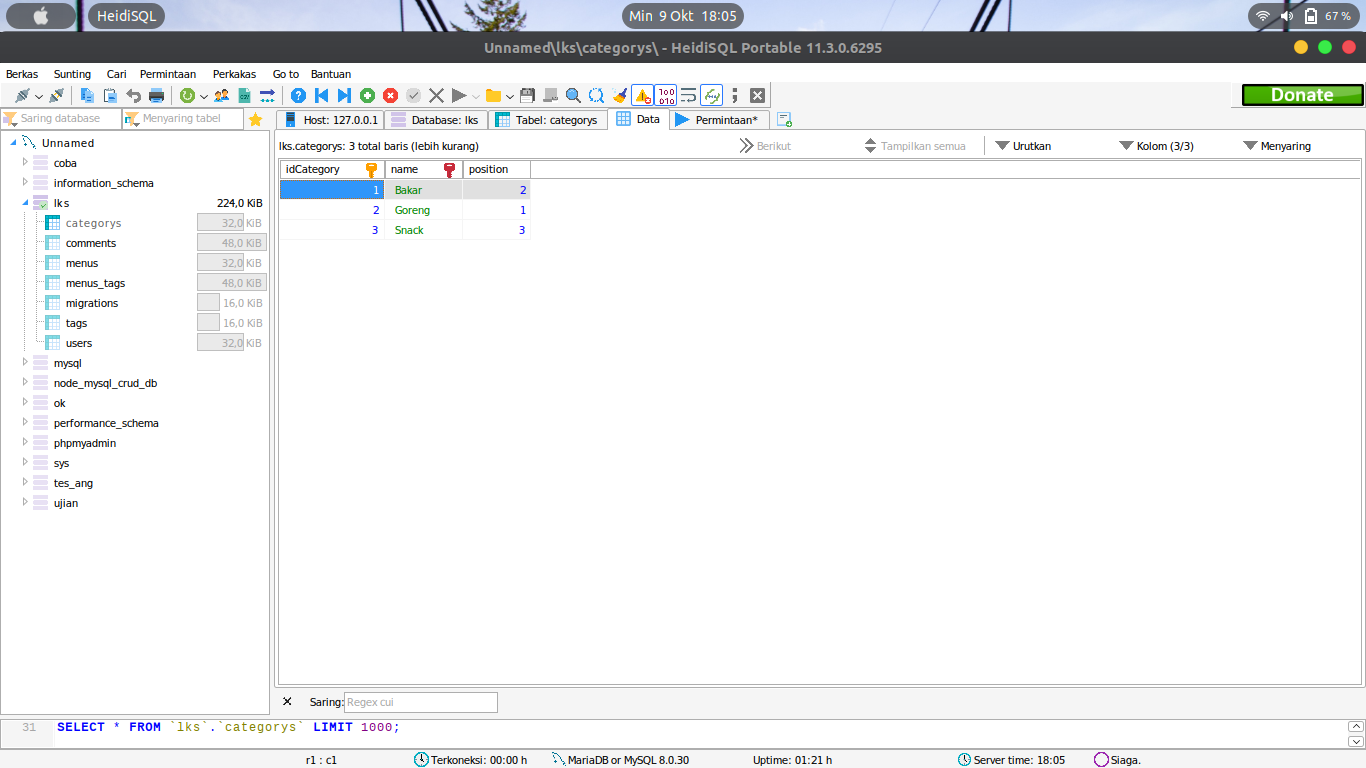 HeidiSQL
Min 9 Okt 18:05
67 %
Unnamed\lks\categorys\ - HeidiSQL Portable 11.3.0.6295
Berkas Sunting Cari Permintaan Perkakas Go to Bantuan
Donate
Saring database Menyaring tabel
Host: 127.0.0.1 Database: lks Tabel: categorys Data Permintaan*
Unnamed
coba
information_schema
lks 224,0 KiB
categorys 32,0 KiB
comments 48,0 KiB
menus 32,0 KiB
menus_tags 48,0 KiB
migrations 16,0 KiB
tags 16,0 KiB
users 32,0 KiB
mysql
node_mysql_crud_db
ok
performance_schema
phpmyadmin
sys
tes_ang
ujian
lks.categorys: 3 total baris (lebih kurang) Berikut Tampilkan semua Urutkan Kolom (3/3) Menyaring
idCategory name position
1 Bakar 2
2 Goreng 1
3 Snack 3
Saring: Regex cui
31 SELECT * FROM `lks`.`categorys` LIMIT 1000;
r1 : c1 Terkoneksi: 00:00 h MariaDB or MySQL 8.0.30 Uptime: 01:21 h Server time: 18:05 Siaga.